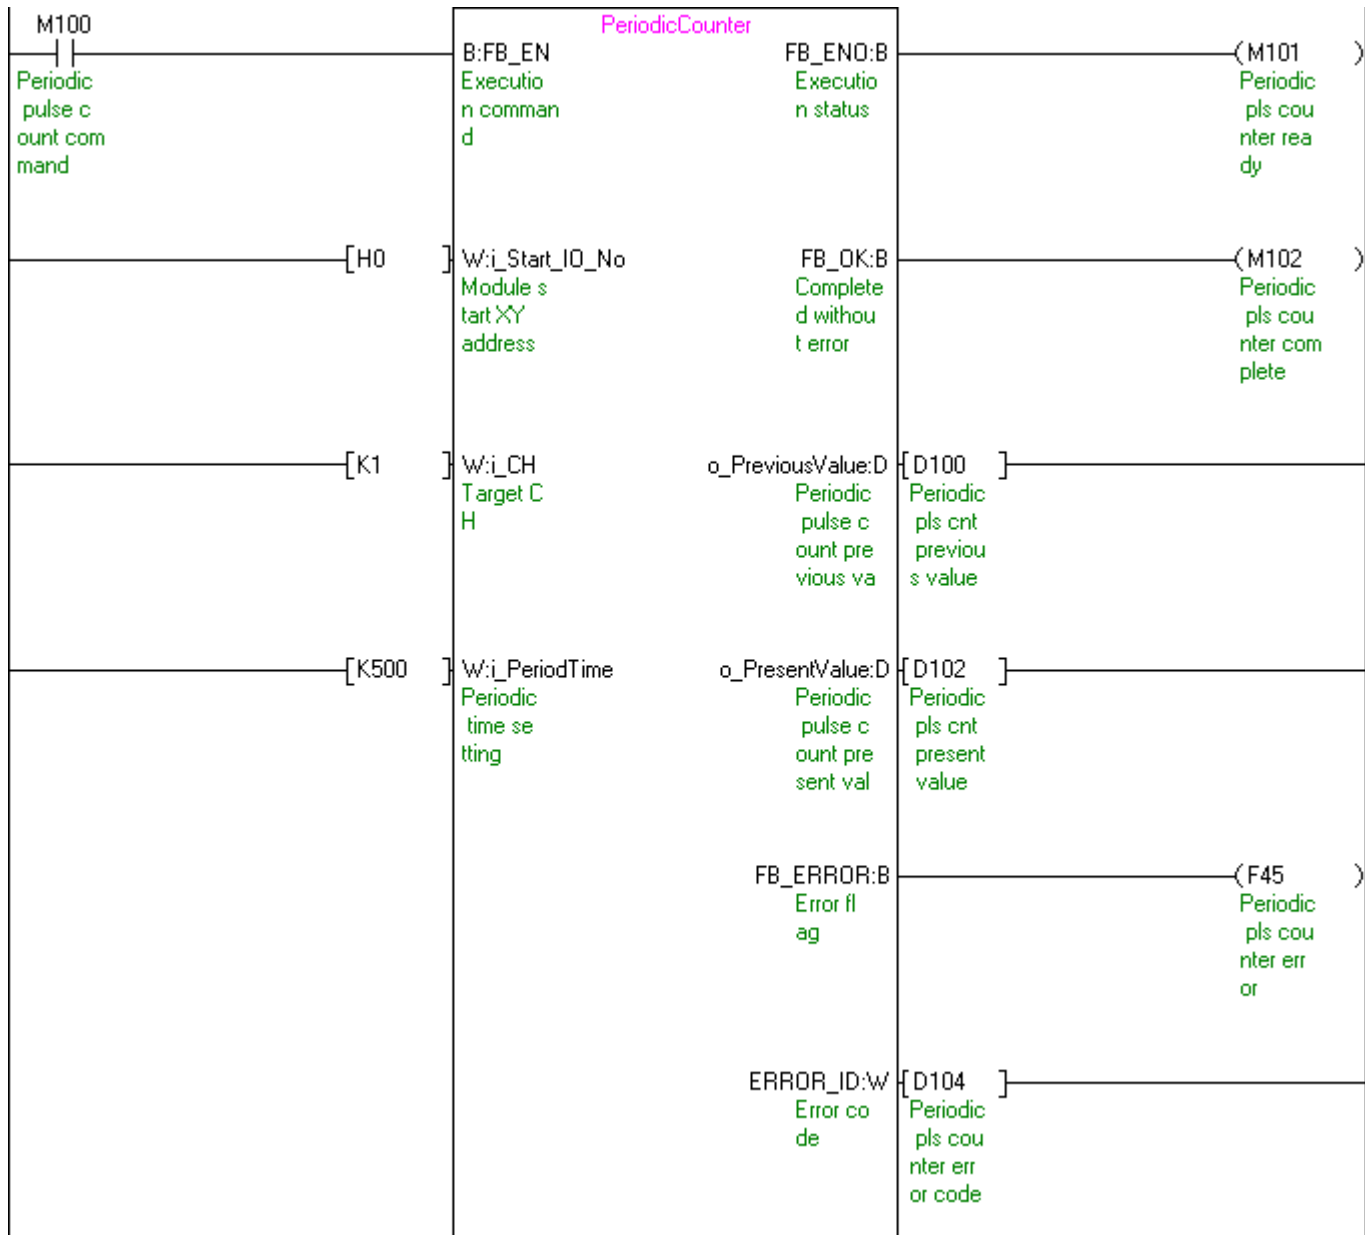 M100
PeriodicCounter
B:FB_EN
FB_ENO:B
(M101 )
Periodic
pulse c
ount com
mand
Executio
n comman
d
Executio
n status
Periodic
pls cou
nter rea
dy
[H0 ]
W:i_Start_IO_No
FB_OK:B
(M102 )
Module s
tart XY
address
Complete
d withou
t error
Periodic
pls cou
nter com
plete
[K1 ]
W:i_CH
o_PreviousValue:D
[D100 ]
Target C
H
Periodic
pulse c
ount pre
vious va
Periodic
pls cnt
previou
s value
[K500 ]
W:i_PeriodTime
o_PresentValue:D
[D102 ]
Periodic
time se
tting
Periodic
pulse c
ount pre
sent val
Periodic
pls cnt
present
value
FB_ERROR:B
(F45 )
Error fl
ag
Periodic
pls cou
nter err
or
ERROR_ID:W
[D104 ]
Error co
de
Periodic
pls cou
nter err
or code